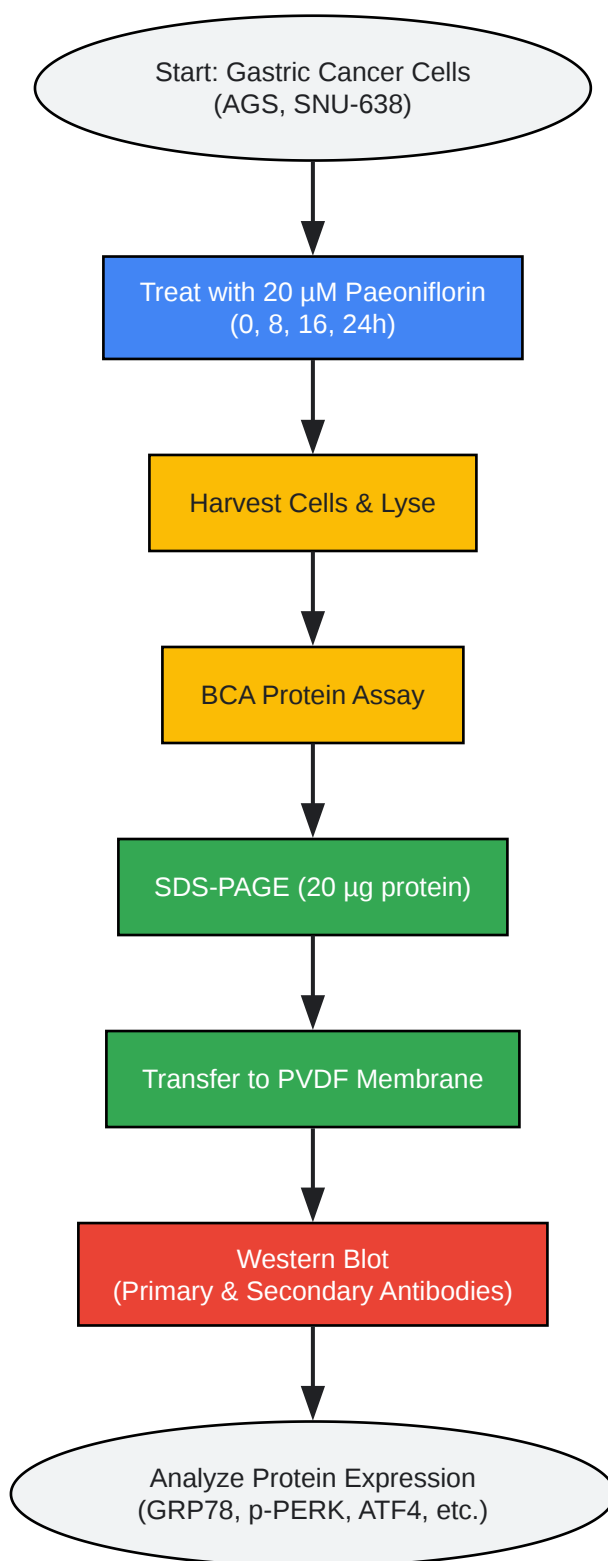 Start: Gastric Cancer Cells
(AGS, SNU-638)
Treat with 20 µM Paeoniflorin
(0, 8, 16, 24h)
Harvest Cells & Lyse
BCA Protein Assay
SDS-PAGE (20 µg protein)
Transfer to PVDF Membrane
Western Blot
(Primary & Secondary Antibodies)
Analyze Protein Expression
(GRP78, p-PERK, ATF4, etc.)